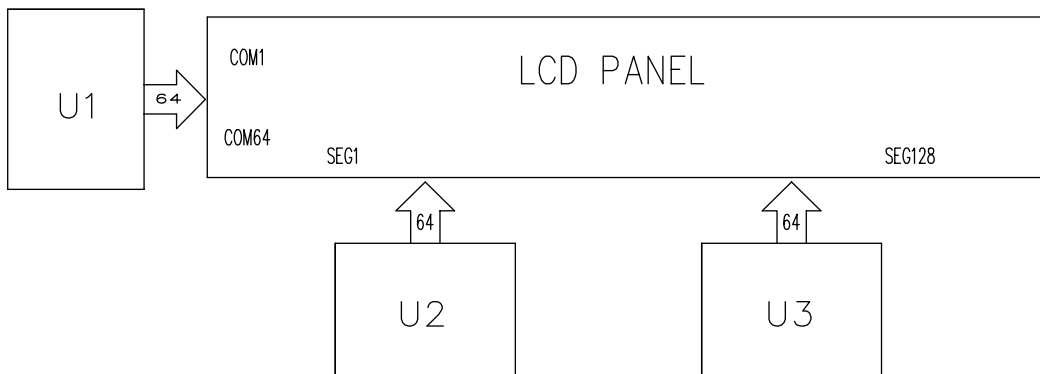 COM1
LCD PANEL
U1
64
COM64
SEG1
SEG128
64
64
U2
U3